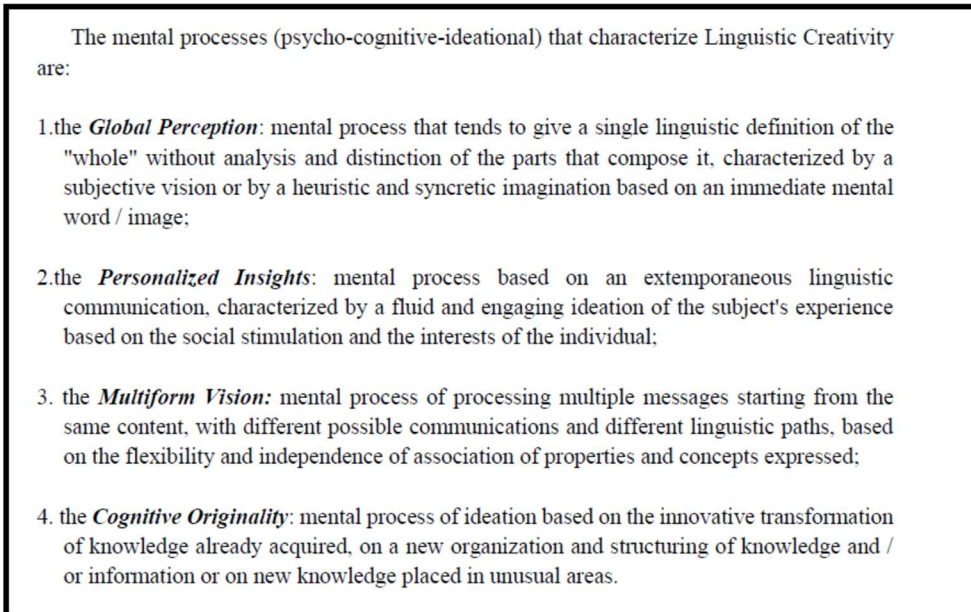 The mental processes (psycho-cognitive-ideational) that characterize Linguistic Creativity
are:
1.the Global Perception: mental process that tends to give a single linguistic definition of the
"whole" without analysis and distinction of the parts that compose it, characterized by a
subjective vision or by a heuristic and syncretic imagination based on an immediate mental
word / image;
2.the Personalized Insights: mental process based on an extemporaneous linguistic
communication, characterized by a fluid and engaging ideation of the subject's experience
based on the social stimulation and the interests of the individual;
3. the Multiform Vision: mental process of processing multiple messages starting from the
same content, with different possible communications and different linguistic paths, based
on the flexibility and independence of association of properties and concepts expressed;
4. the Cognitive Originality: mental process of ideation based on the innovative transformation
of knowledge already acquired, on a new organization and structuring of knowledge and /
or information or on new knowledge placed in unusual areas.